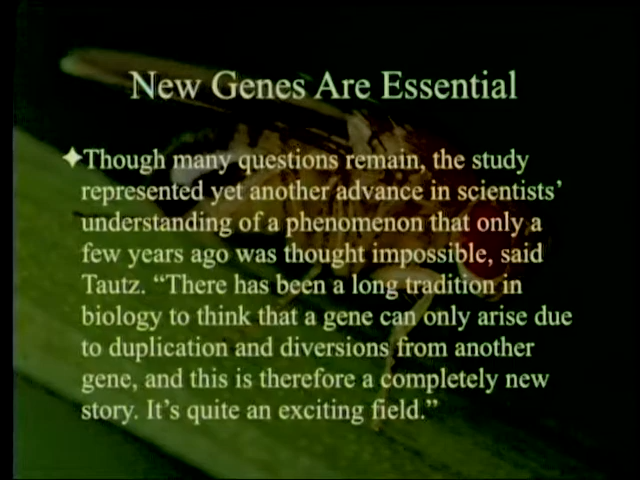 New Genes Are Essential
Though many questions remain, the study
represented yet another advance in scientists’
understanding of a phenomenon that only a
few years ago was thought impossible, said
Tautz. “There has been a long tradition in
biology to think that a gene can only arise due
to duplication and diversions from another
gene, and this is therefore a completely new
story. It’s quite an exciting field.”